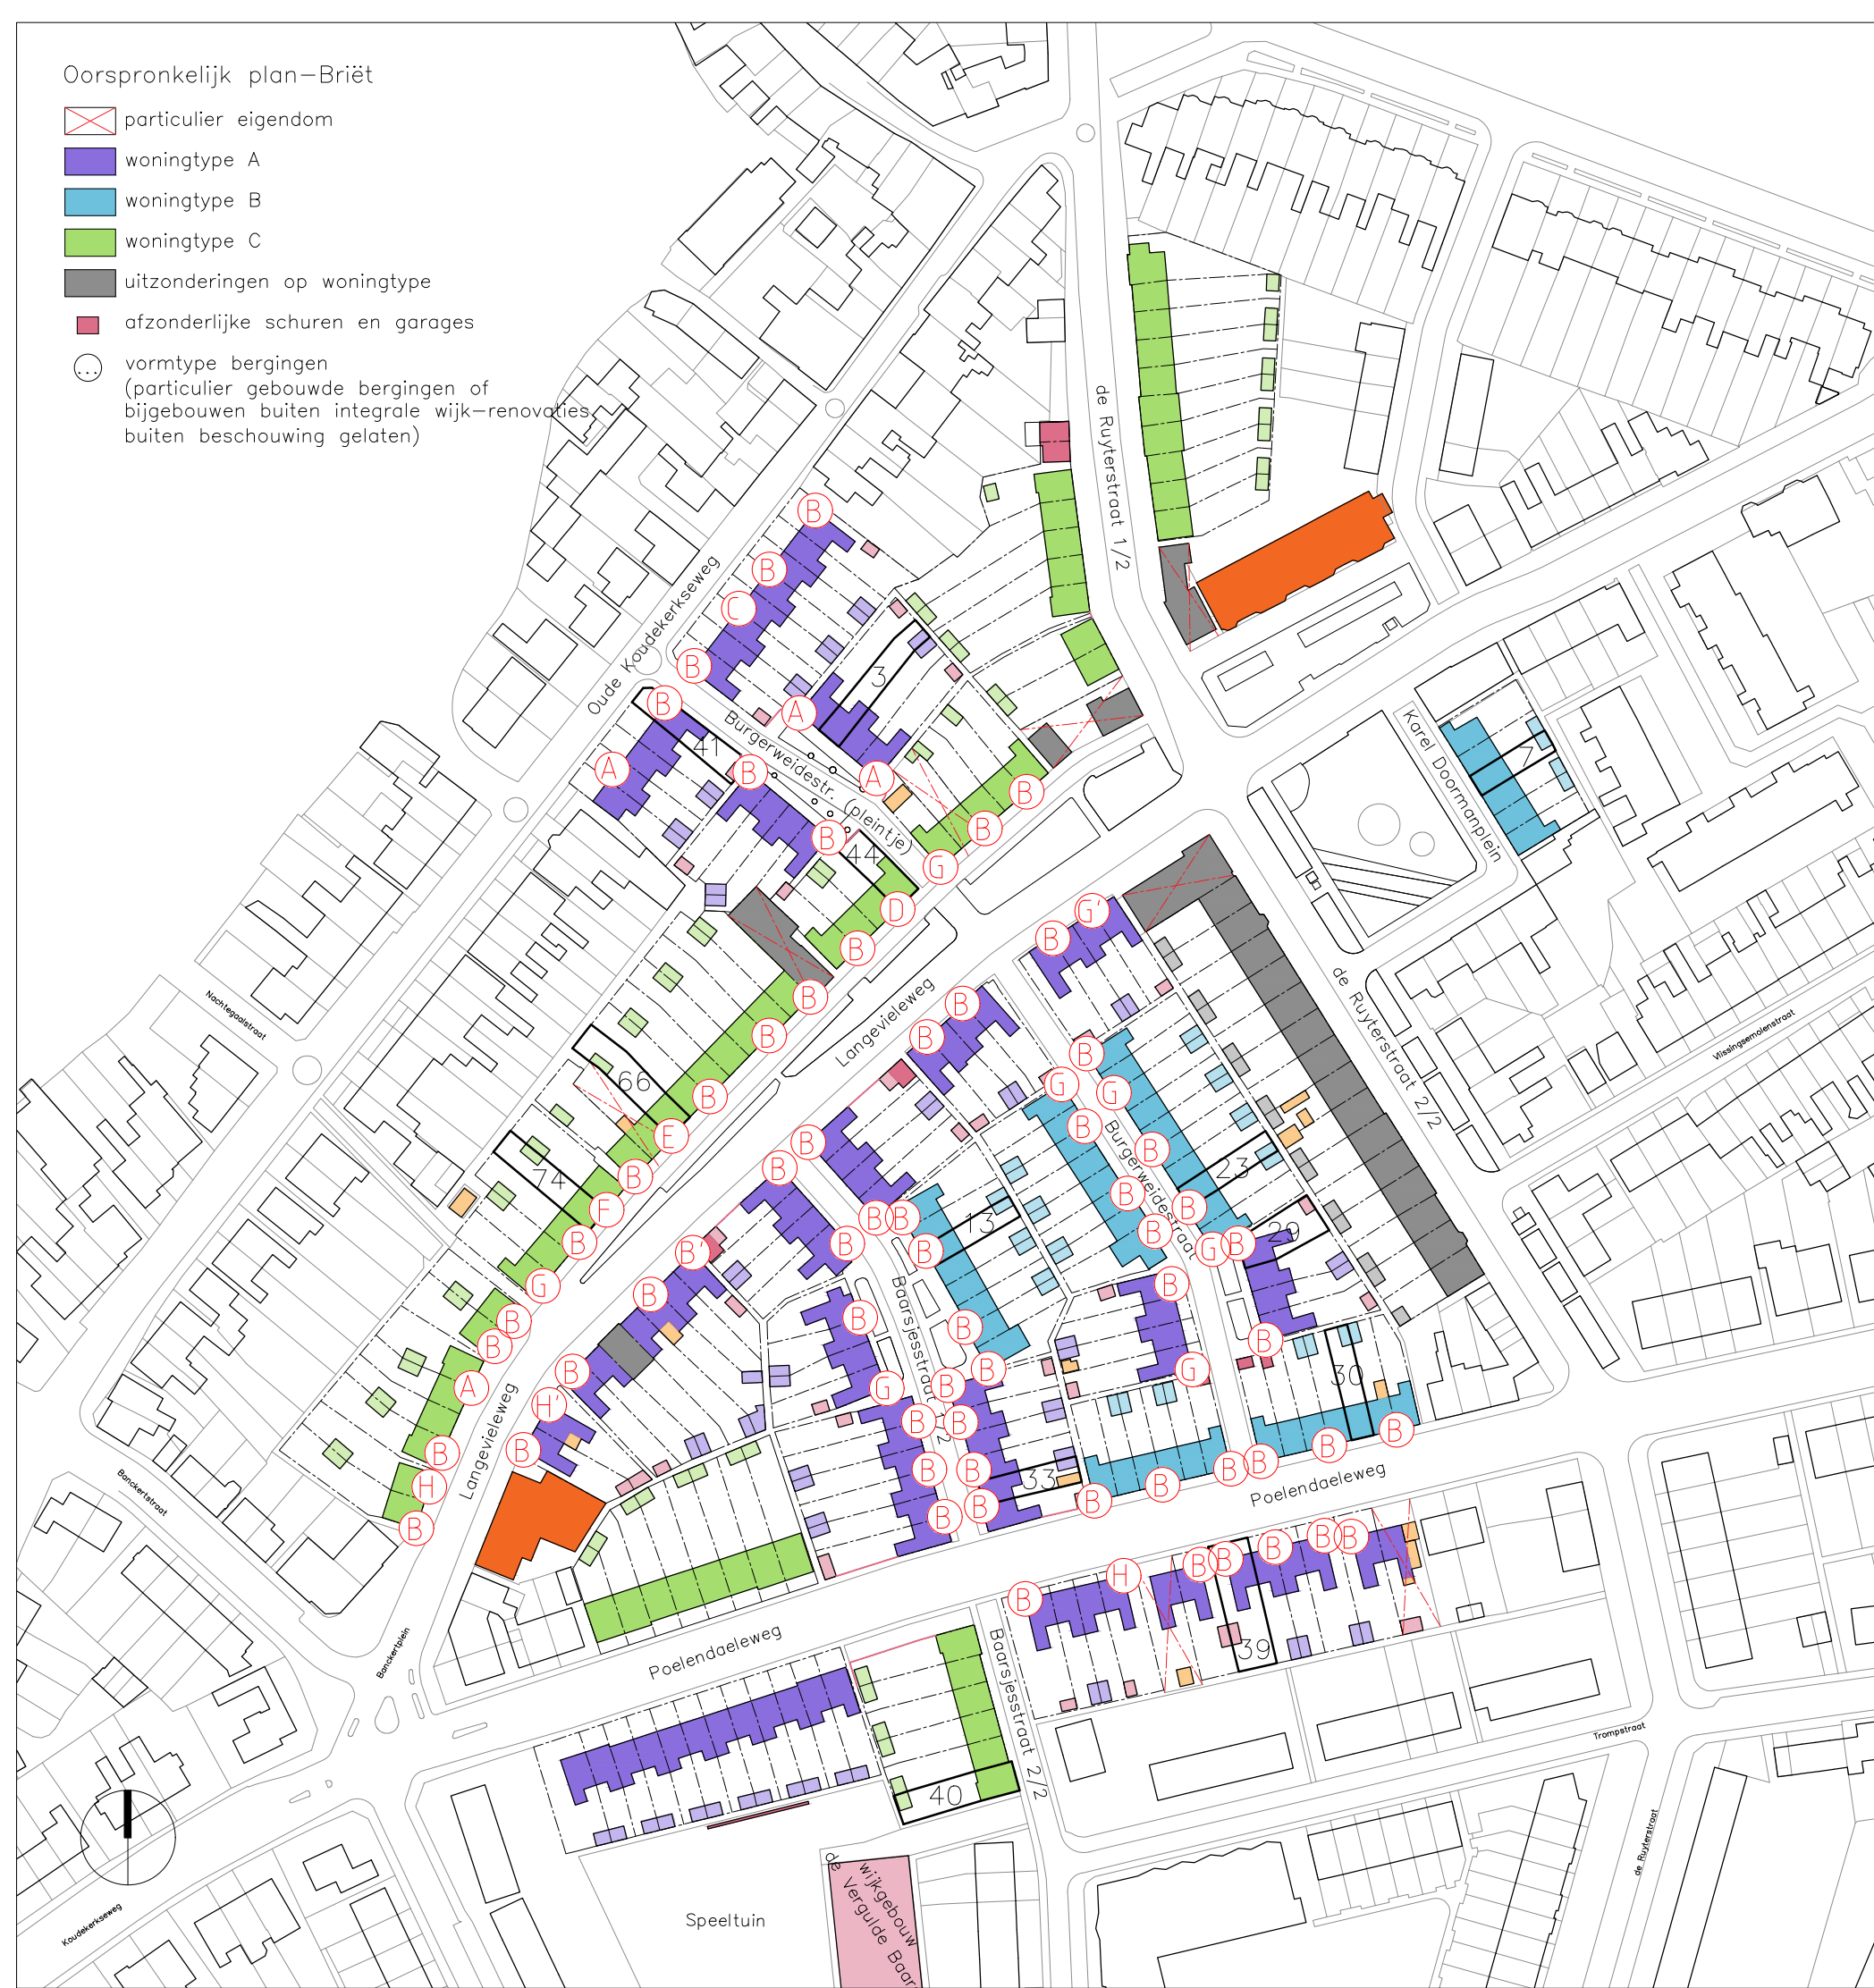 Oorspronkelijk plan-Briët
particulier eigendom
woningtype A
woningtype B
woningtype C
uitzonderingen op woningtype
afzonderlijke schuren en garages
... vormtype bergingen
(particulier gebouwde bergingen of
bijgebouwen buiten integrale wijk-renovaties
buiten beschouwing gelaten)
de Ruyterstraat 1/2
Oude Koudekerkseweg
B
B
C
B
3
A
A
B
41
A
B
B
Burgerweidestr. (pleintje)
44
B
B
G
D
B
Karel Doormanplein
7
Nachtegaalstraat
Langevieleweg
B
B
66
B
E
B
74
F
B
G
B
B
A
B
H
B
B
G'
B
B
B
G
G
B
B
B
B
B
Burgerweidestraat
23
G
B
29
de Ruyterstraat 2/2
Vlissingsemolenstraat
B
B
B
B
B
B
13
B'
B
B
H'
B
Langevieleweg
Baarsjesstraat 1/2
B
G
B
B
B
B
B
B
B
B
B
33
B
B
G
B
30
B
B
B
B
B
B
Poelendaeleweg
Banckertstraat
Banckertplein
Poelendaeleweg
B
H
B
B
B
B
B
39
Baarsjesstraat 2/2
40
Trompstraat
de Ruyterstraat
Koudekerkseweg
Speeltuin
wijkgebouw
de Vergulde Baar